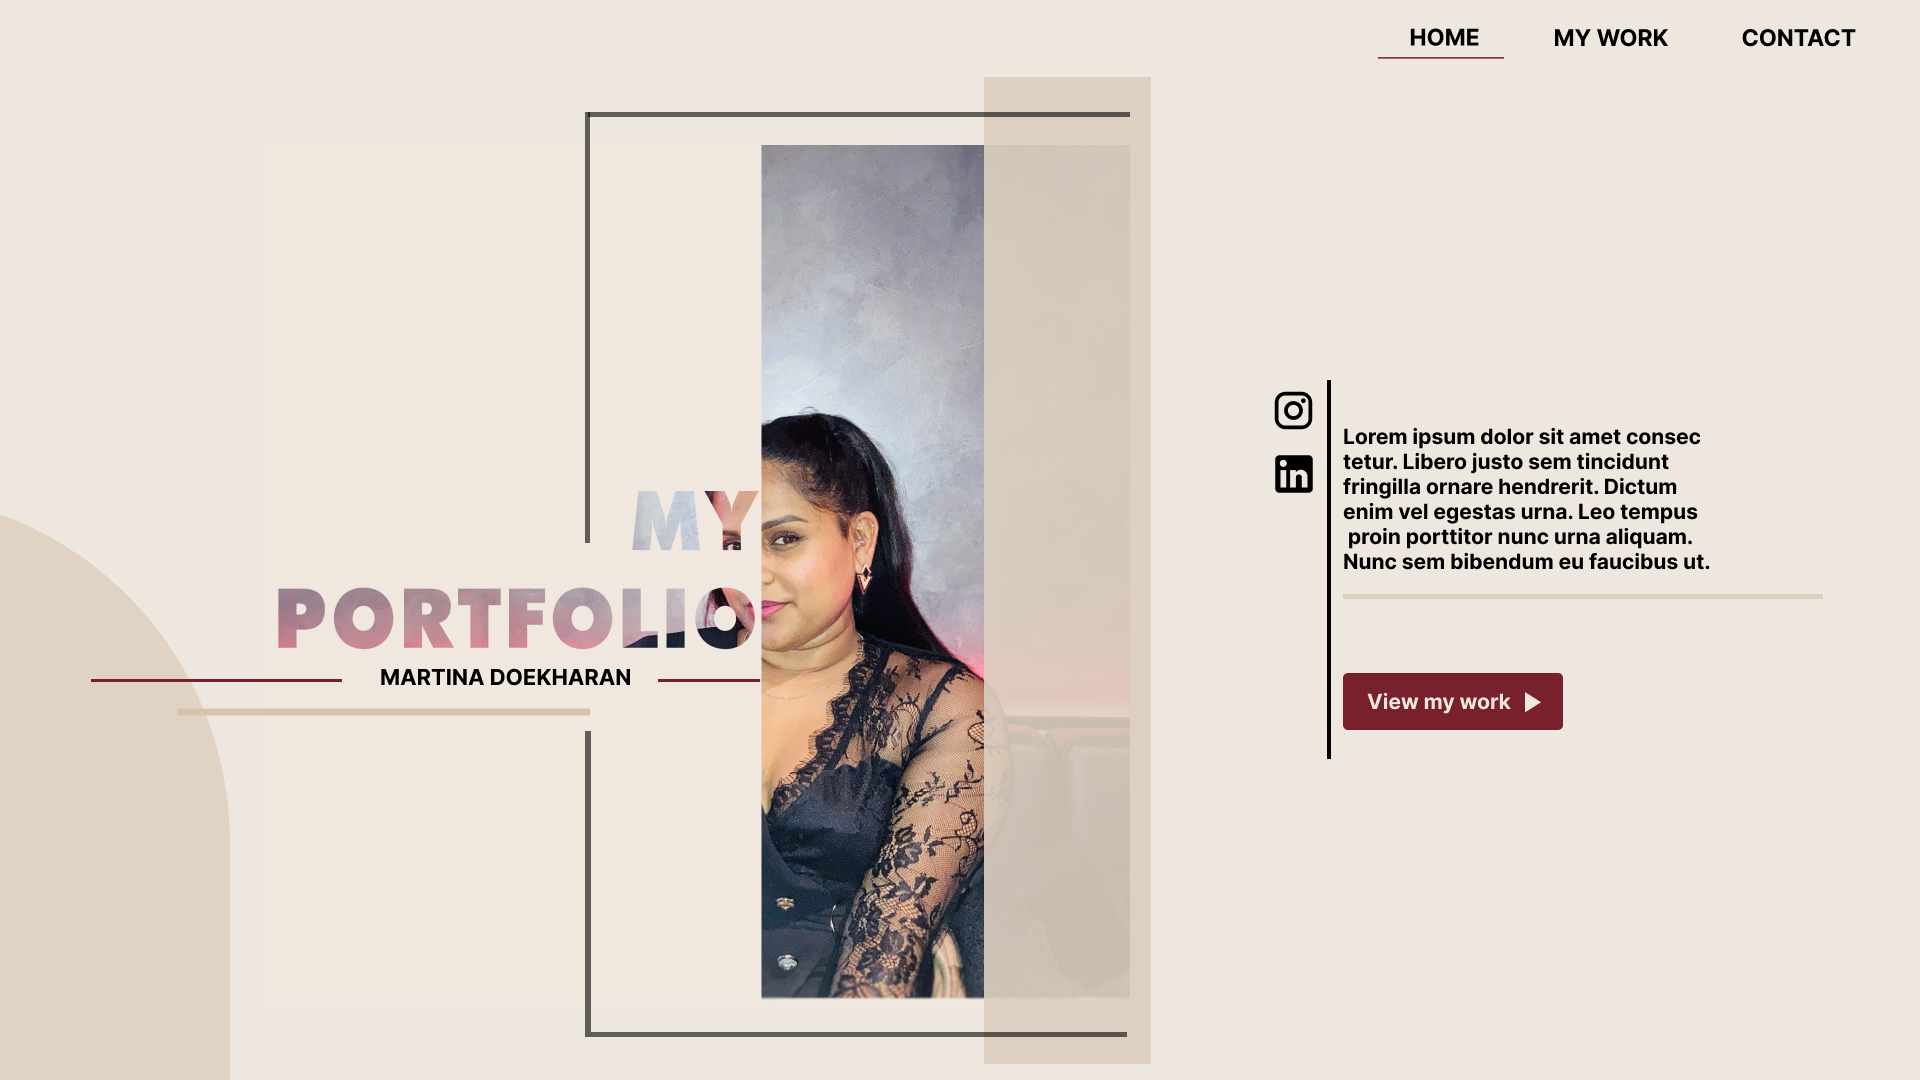 HOME MY WORK CONTACT
MY
PORTFOLIO
MARTINA DOEKHARAN
in
Lorem ipsum dolor sit amet consec
tetur. Libero justo sem tincidunt
fringilla ornare hendrerit. Dictum
enim vel egestas urna. Leo tempus
proin porttitor nunc urna aliquam.
Nunc sem bibendum eu faucibus ut.
View my work